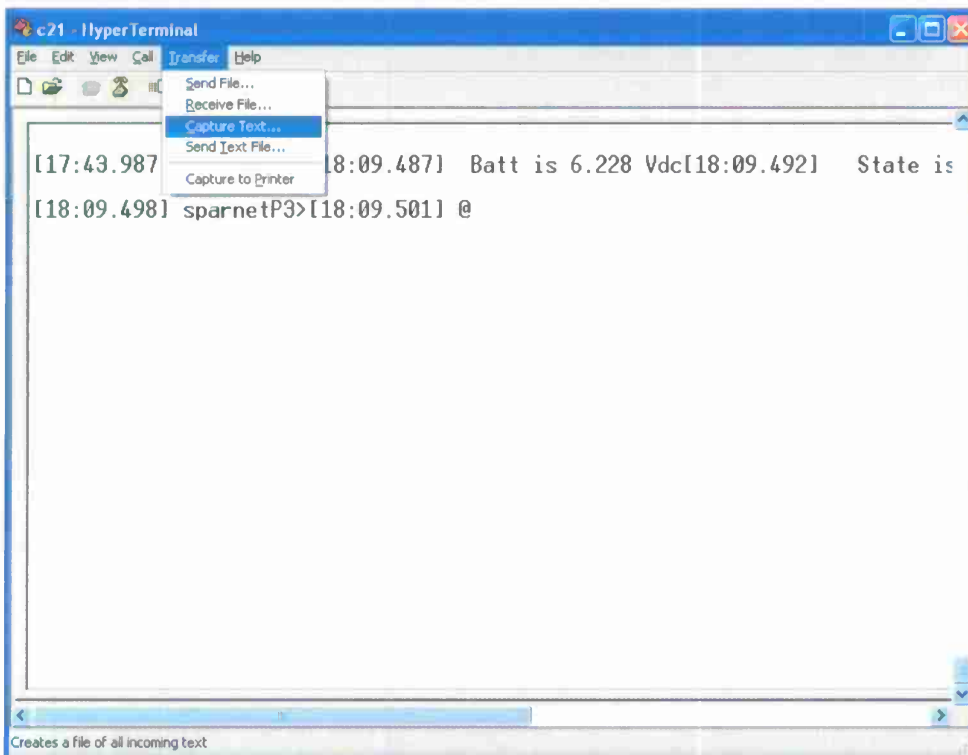 c21 - HyperTerminal
File Edit View Call Transfer Help
Send File...
Receive File...
Capture Text...
Send Text File...
Capture to Printer
[17:43.987 18:09.487] Batt is 6.228 Vdc[18:09.492] State is
[18:09.498] sparnetP3>[18:09.501] @
Creates a file of all incoming text